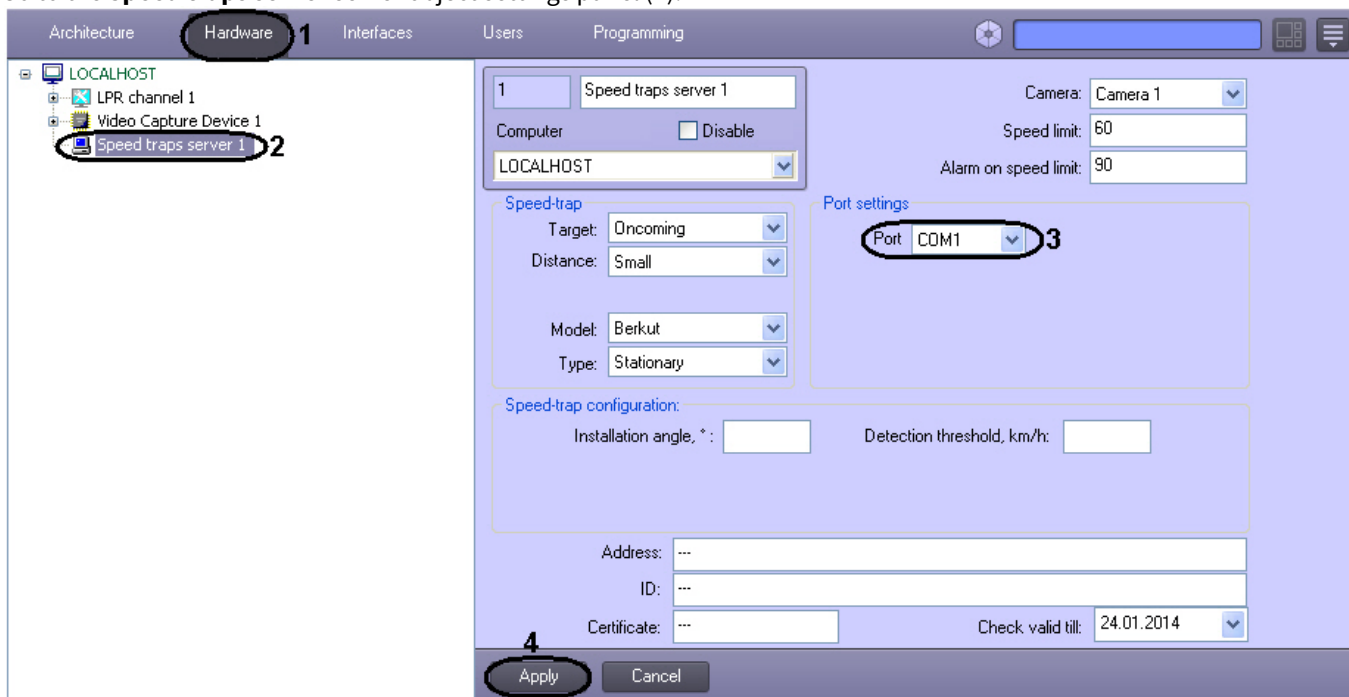 Architecture Hardware 1 Interfaces Users Programming
LOCALHOST
LPR channel 1
Video Capture Device 1
Speed traps server 1 2
1 Speed traps server 1
Computer Disable
LOCALHOST
Camera: Camera 1
Speed limit: 60
Alarm on speed limit: 90
Speed-trap
Target: Oncoming
Distance: Small
Model: Berkut
Type: Stationary
Port settings
Port COM1 3
Speed-trap configuration:
Installation angle, ° : Detection threshold, km/h:
Address: ---
ID: ---
Certificate: --- Check valid till: 24.01.2014
4
Apply Cancel